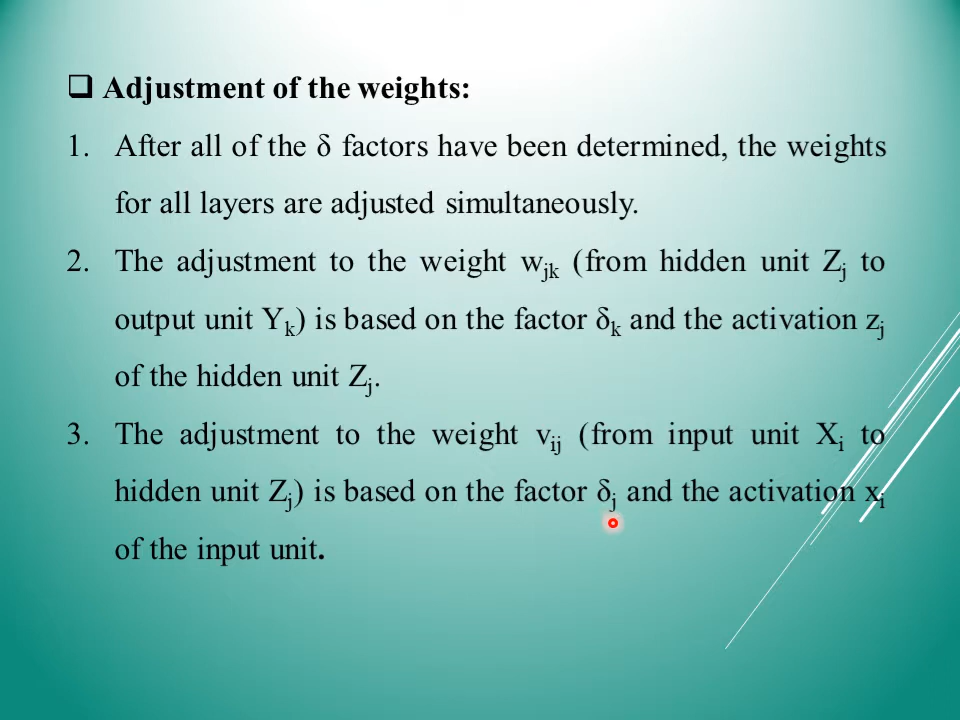 ❑ Adjustment of the weights:
1. After all of the δ factors have been determined, the weights
for all layers are adjusted simultaneously.
2. The adjustment to the weight wjk (from hidden unit Zj to
output unit Yk) is based on the factor δk and the activation zj
of the hidden unit Zj.
3. The adjustment to the weight vij (from input unit Xi to
hidden unit Zj) is based on the factor δj and the activation xi
of the input unit.